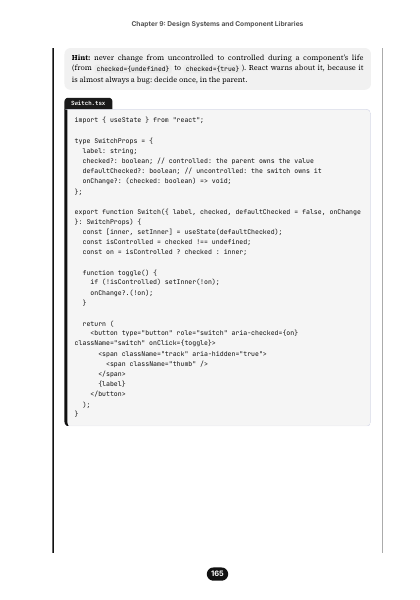 Chapter 9: Design Systems and Component Libraries
Hint: never change from uncontrolled to controlled during a component's life
(from checked={undefined} to checked={true}). React warns about it, because it
is almost always a bug: decide once, in the parent.
Switch.tsx
import { useState } from "react";
type SwitchProps = {
  label: string;
  checked?: boolean; // controlled: the parent owns the value
  defaultChecked?: boolean; // uncontrolled: the switch owns it
  onChange?: (checked: boolean) => void;
};
export function Switch({ label, checked, defaultChecked = false, onChange
}: SwitchProps) {
  const [inner, setInner] = useState(defaultChecked);
  const isControlled = checked !== undefined;
  const on = isControlled ? checked : inner;
  function toggle() {
    if (!isControlled) setInner(!on);
    onChange?.(!on);
  }
  return (
    <button type="button" role="switch" aria-checked={on}
className="switch" onClick={toggle}>
      <span className="track" aria-hidden="true">
        <span className="thumb" />
      </span>
      {label}
    </button>
  );
}
165